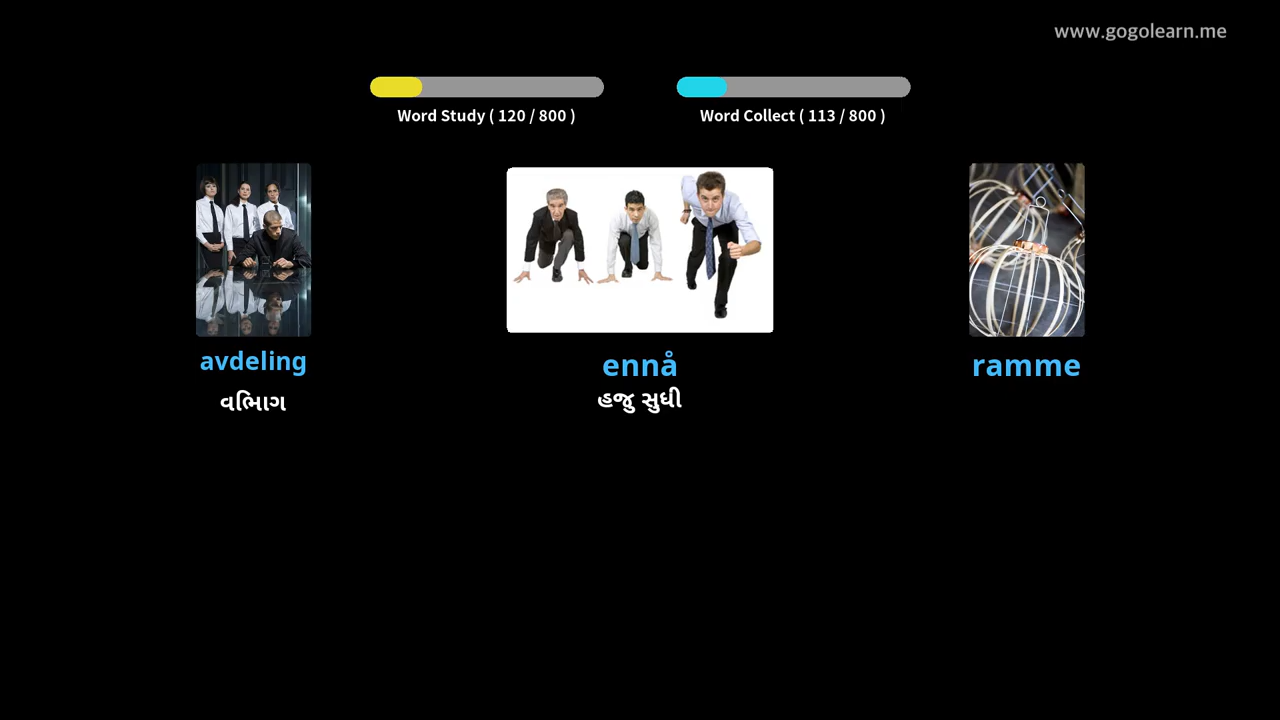 www.gogolearn.me
Word Study ( 120 / 800 )
Word Collect ( 113 / 800 )
avdeling
વિભાગ
ennå
હજુ સુધી
ramme